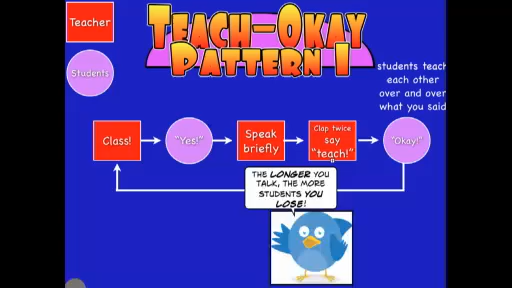 Teacher
TEACH-OKAY
PATTERN 1
Students
students teach
each other
over and over
what you said
Class!
"Yes!"
Speak
briefly
Clap twice
say
"teach!"
"Okay!"
THE LONGER YOU
TALK, THE MORE
STUDENTS YOU
LOSE!